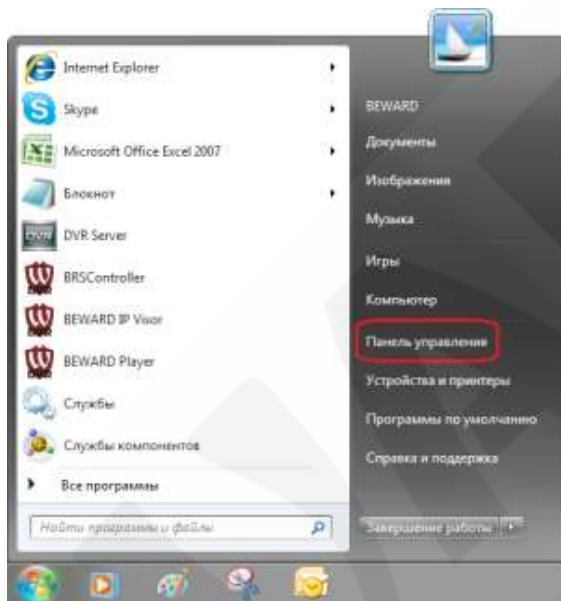 Internet Explorer
Skype
Microsoft Office Excel 2007
Блокнот
DVR Server
BRSController
BEWARD IP Visor
BEWARD Player
Службы
Службы компонентов
Все программы
Найти программы и файлы
BEWARD
Документы
Изображения
Музыка
Игры
Компьютер
Панель управления
Устройства и принтеры
Программы по умолчанию
Справка и поддержка
Завершение работы